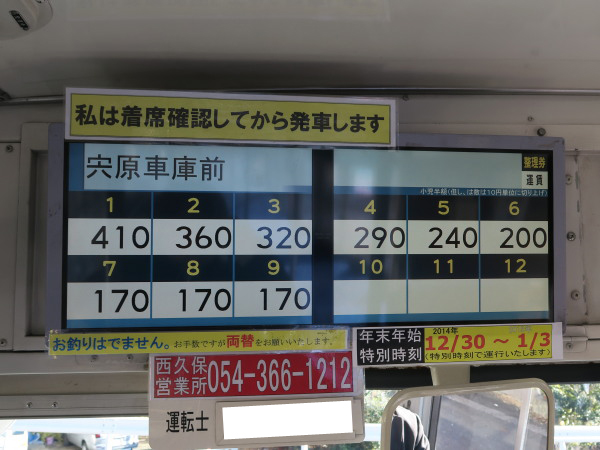 私は着席確認してから発車します
宍原車庫前
整理券
運賃
小児半額(但し、は数は10円単位に切り上げ)
1 2 3 4 5 6
410 360 320 290 240 200
7 8 9 10 11 12
170 170 170
お釣りはでません。お手数ですが両替をお願いいたします。
年末年始
特別時刻
2014年
12/30 ～ 1/3
(特別時刻で運行いたします)
西久保
営業所
054-366-1212
運転士